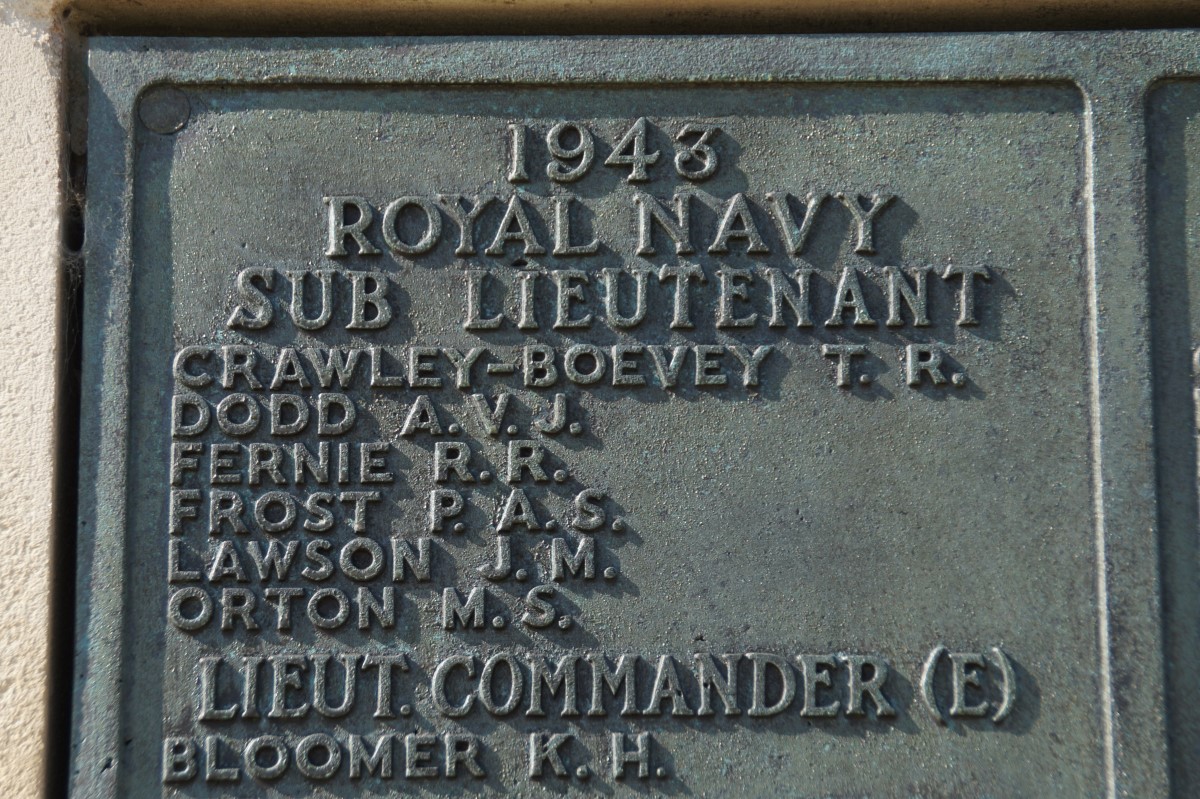 1943
ROYAL NAVY
SUB LIEUTENANT
CRAWLEY-BOEVEY T. R.
DODD A. V. J.
FERNIE R. R.
FROST P. A. S.
LAWSON J. M.
ORTON M. S.
LIEUT. COMMANDER (E)
BLOOMER K. H.